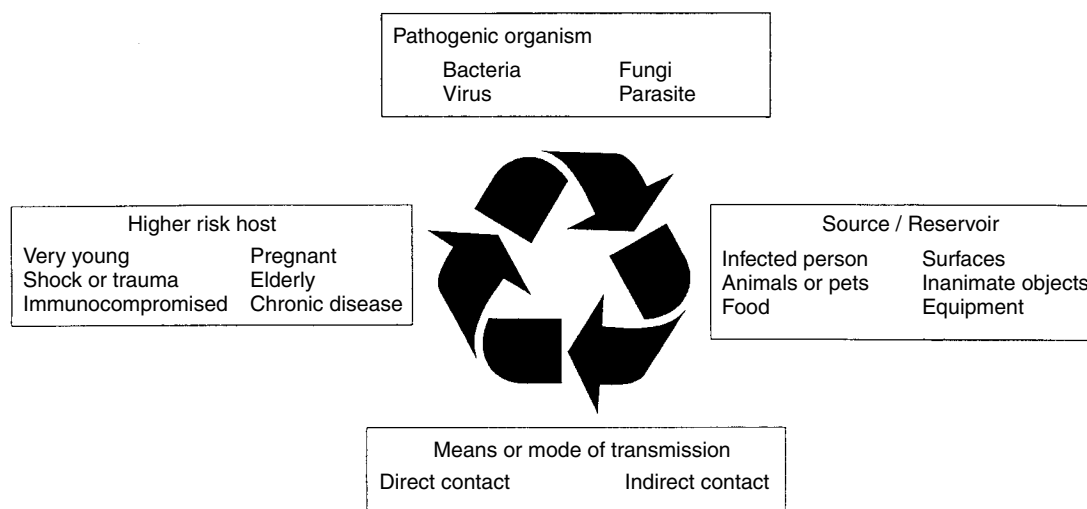 Pathogenic organism
Bacteria Fungi
Virus Parasite
Higher risk host
Very young Pregnant
Shock or trauma Elderly
Immunocompromised Chronic disease
Source / Reservoir
Infected person Surfaces
Animals or pets Inanimate objects
Food Equipment
Means or mode of transmission
Direct contact Indirect contact